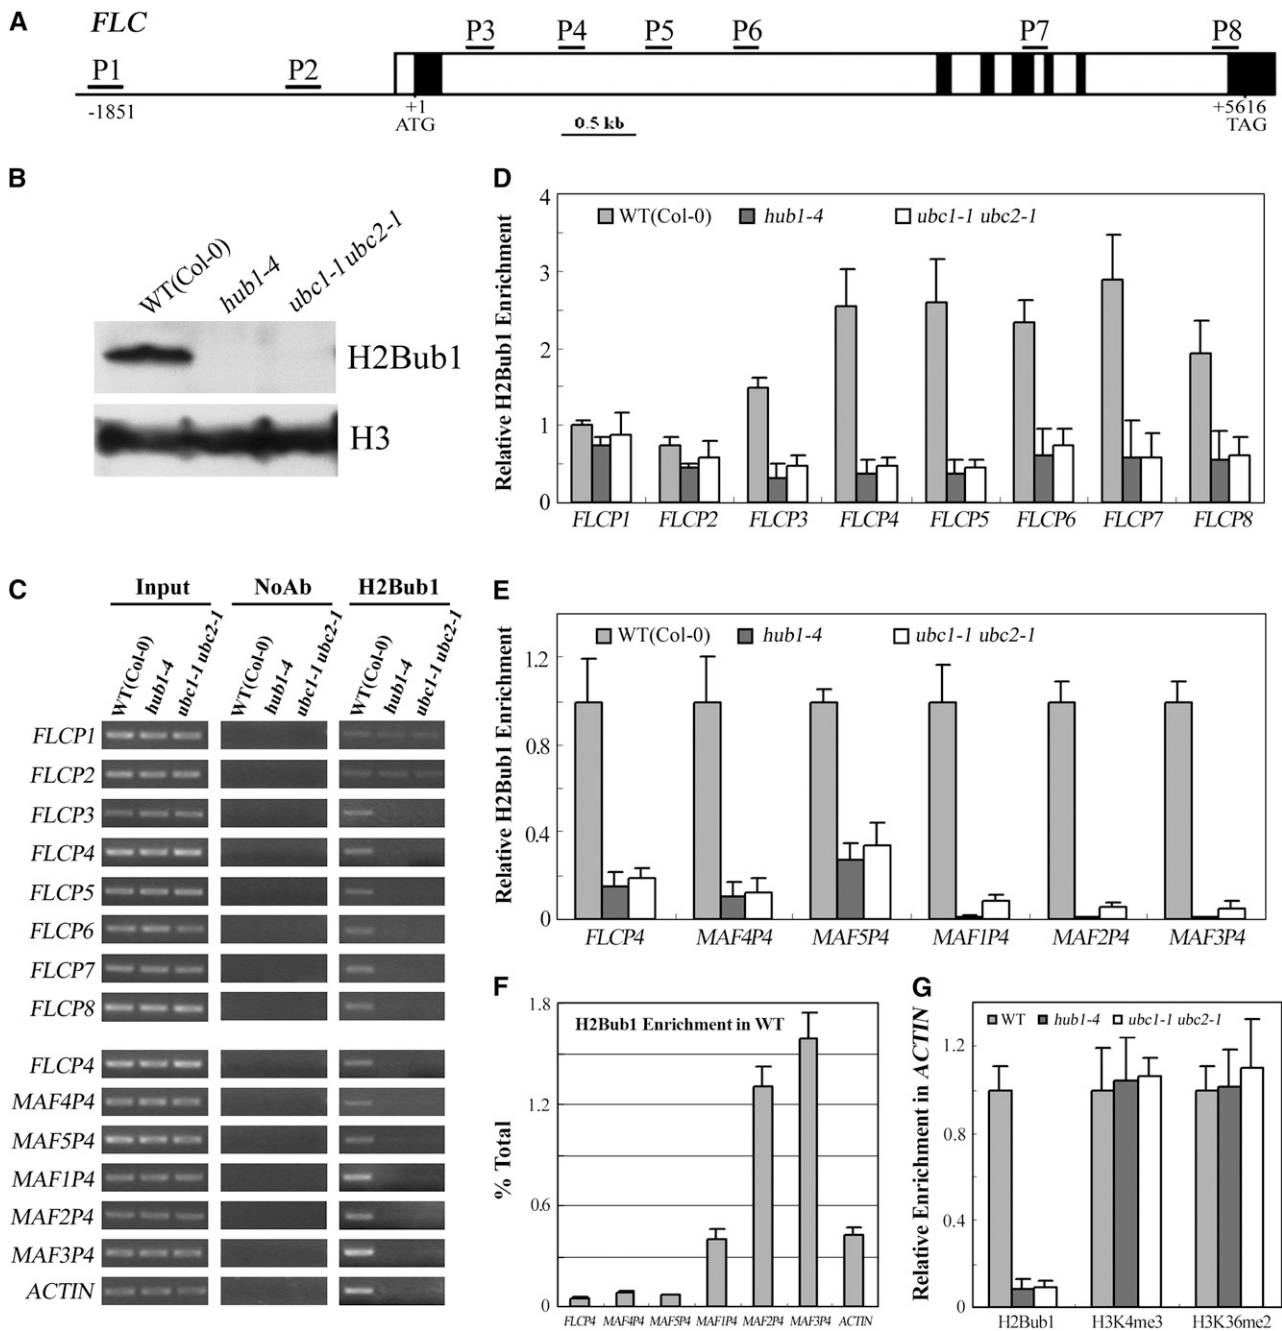 A
FLC
P1 P2 P3 P4 P5 P6 P7 P8
-1851
+1
ATG
0.5 kb
+5616
TAG
B
WT(Col-0) hub1-4 ubc1-1 ubc2-1
H2Bub1
H3
D
Relative H2Bub1 Enrichment
4
3
2
1
0
WT(Col-0) hub1-4 ubc1-1 ubc2-1
FLCP1 FLCP2 FLCP3 FLCP4 FLCP5 FLCP6 FLCP7 FLCP8
C
Input NoAb H2Bub1
WT(Col-0) hub1-4 ubc1-1 ubc2-1 WT(Col-0) hub1-4 ubc1-1 ubc2-1 WT(Col-0) hub1-4 ubc1-1 ubc2-1
FLCP1
FLCP2
FLCP3
FLCP4
FLCP5
FLCP6
FLCP7
FLCP8
FLCP4
MAF4P4
MAF5P4
MAF1P4
MAF2P4
MAF3P4
ACTIN
E
Relative H2Bub1 Enrichment
1.2
0.8
0.4
0
WT(Col-0) hub1-4 ubc1-1 ubc2-1
FLCP4 MAF4P4 MAF5P4 MAF1P4 MAF2P4 MAF3P4
F
% Total
1.8
1.2
0.6
0
H2Bub1 Enrichment in WT
FLCP4 MAF4P4 MAF5P4 MAF1P4 MAF2P4 MAF3P4 ACTIN
G
Relative Enrichment in ACTIN
1.2
0.8
0.4
0
WT hub1-4 ubc1-1 ubc2-1
H2Bub1 H3K4me3 H3K36me2